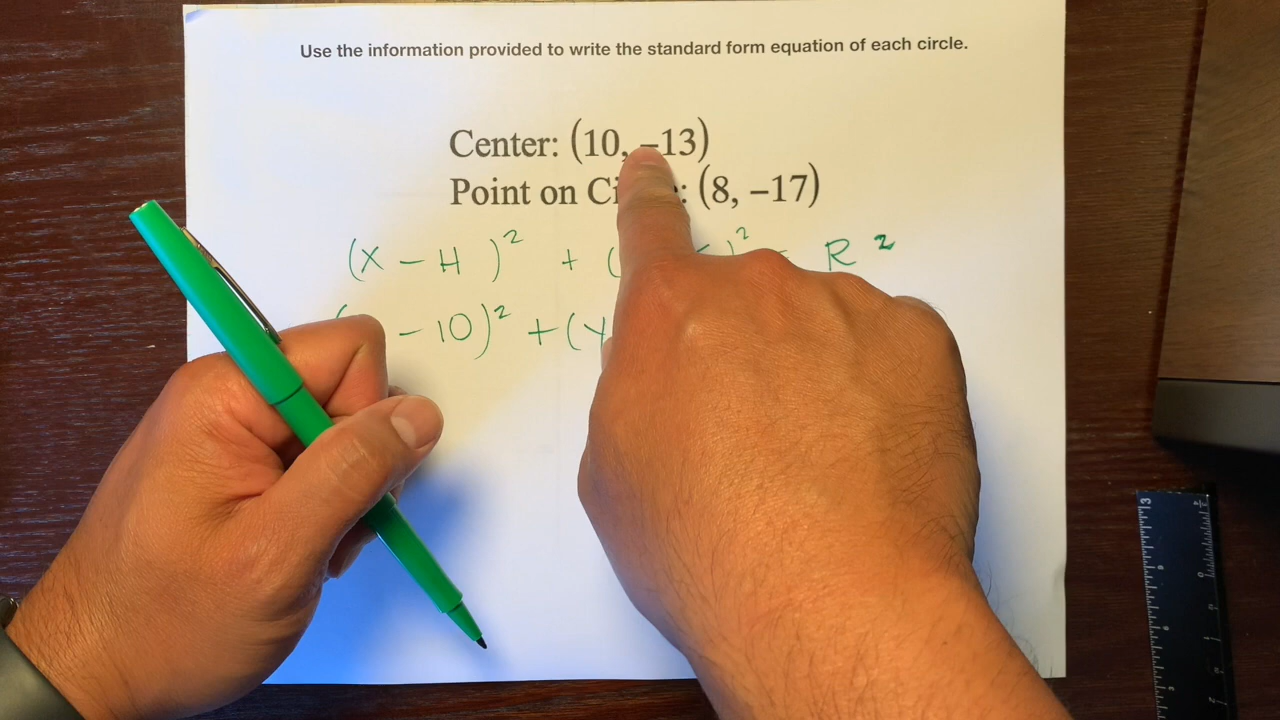 Use the information provided to write the standard form equation of each circle.
Center: (10, –13)
Point on : (8, –17)
(X - H )² + ( )² = R²
- 10)² + (Y